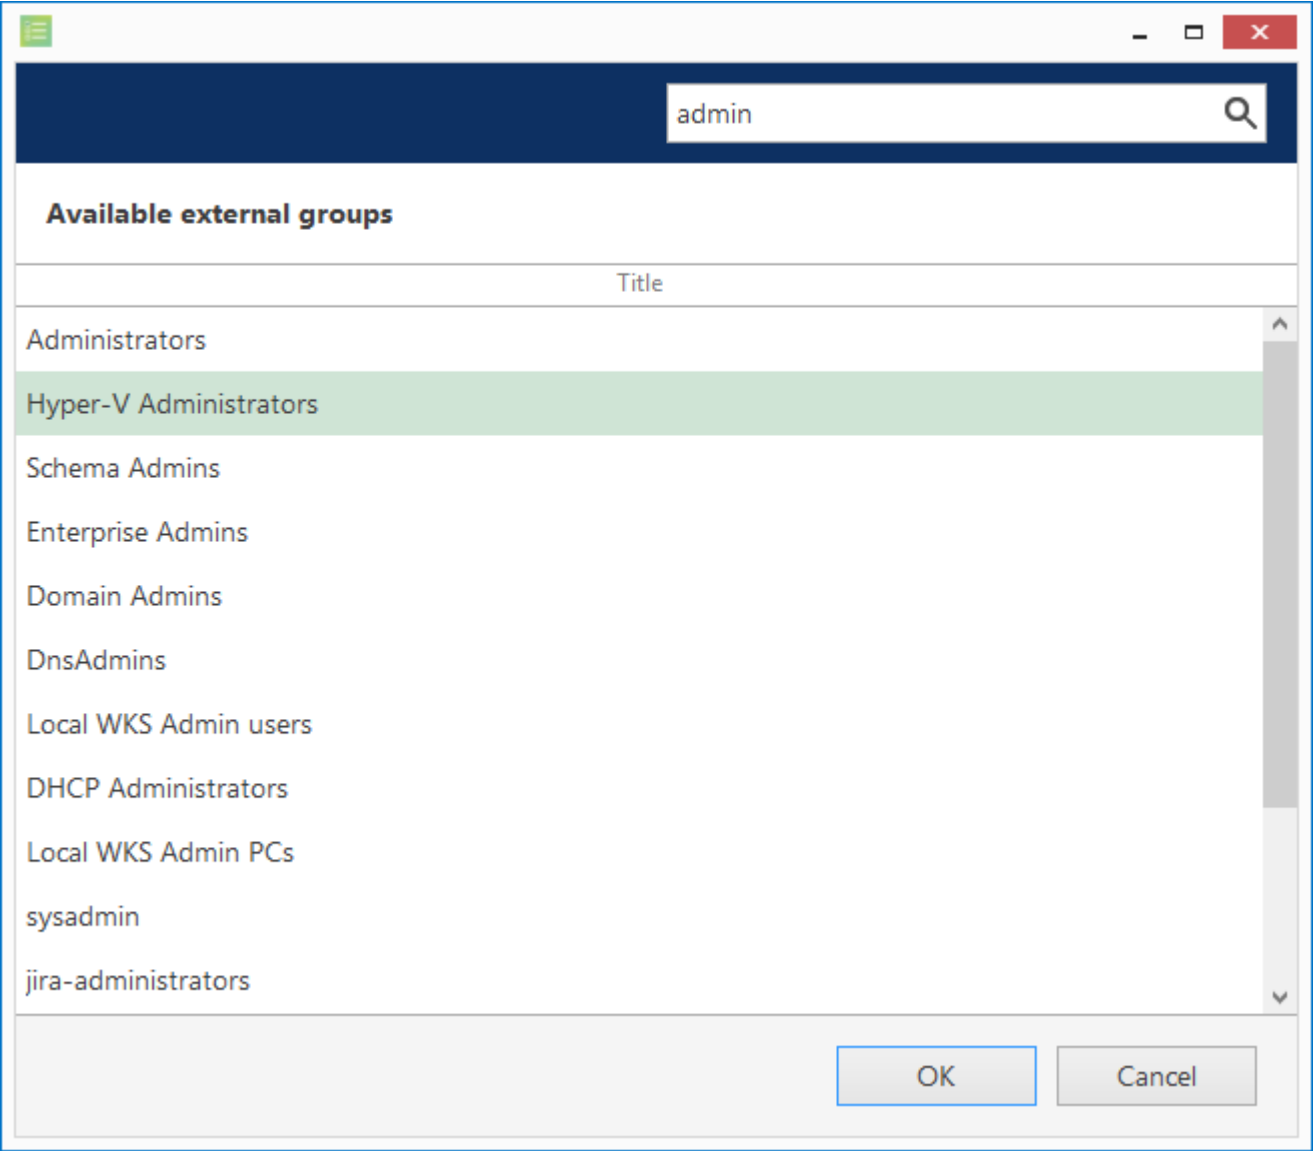 admin
Available external groups
Title
Administrators
Hyper-V Administrators
Schema Admins
Enterprise Admins
Domain Admins
DnsAdmins
Local WKS Admin users
DHCP Administrators
Local WKS Admin PCs
sysadmin
jira-administrators
OK Cancel